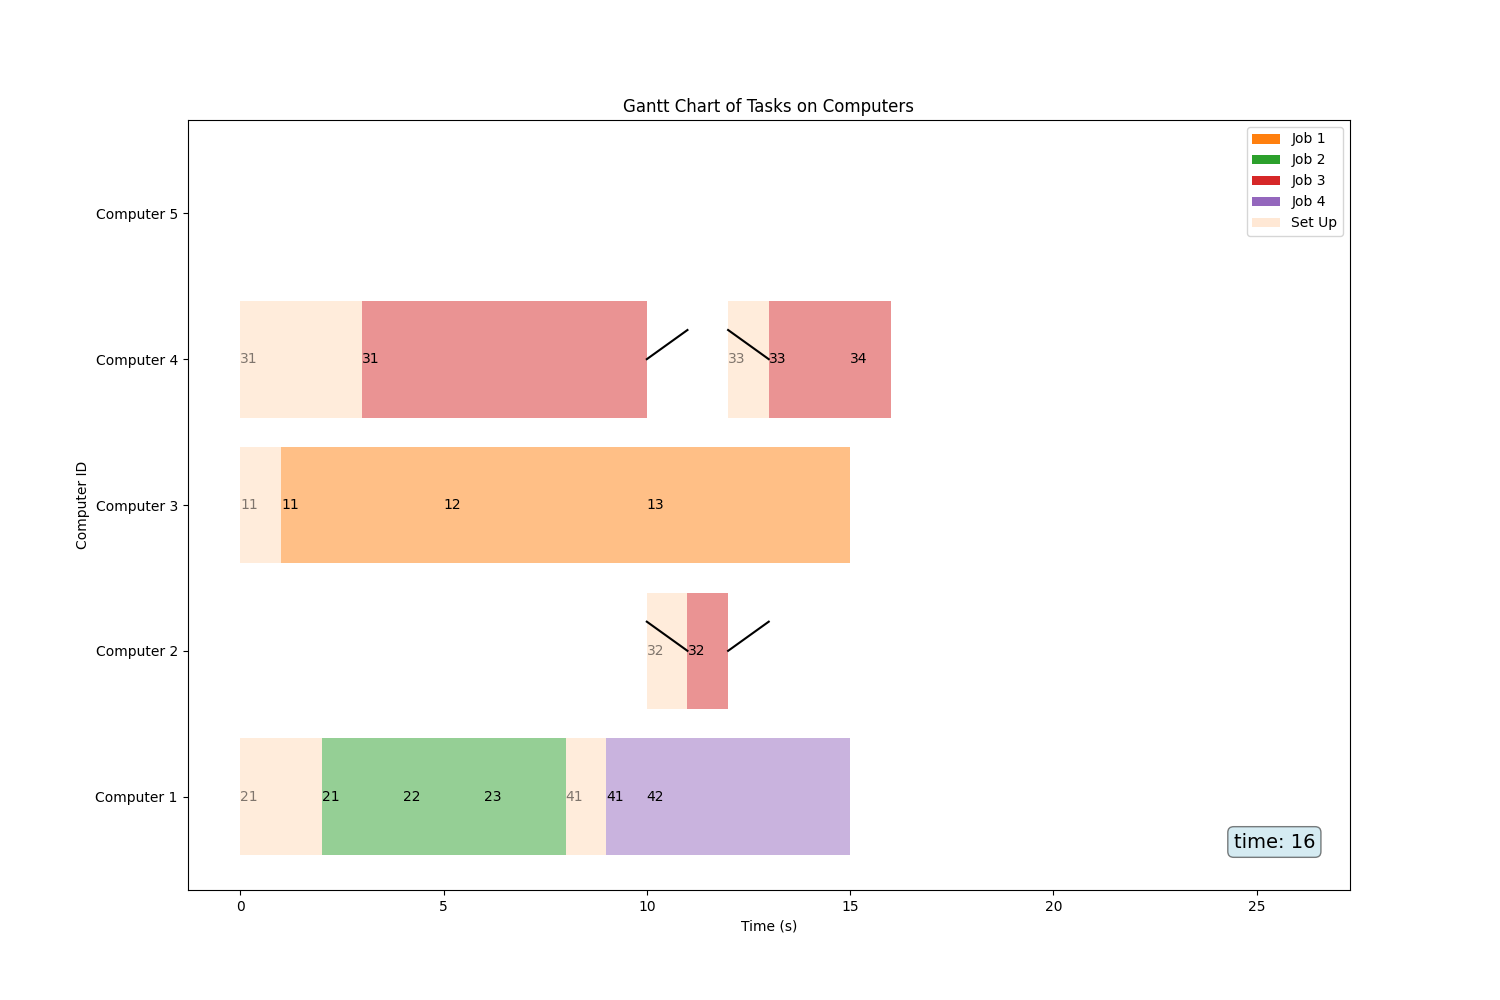 Gantt Chart of Tasks on Computers
Job 1
Job 2
Job 3
Job 4
Set Up
Computer ID
Computer 5
Computer 4
31
31
33
33
34
Computer 3
11
11
12
13
Computer 2
32
32
Computer 1
21
21
22
23
41
41
42
time: 16
0
5
10
15
20
25
Time (s)